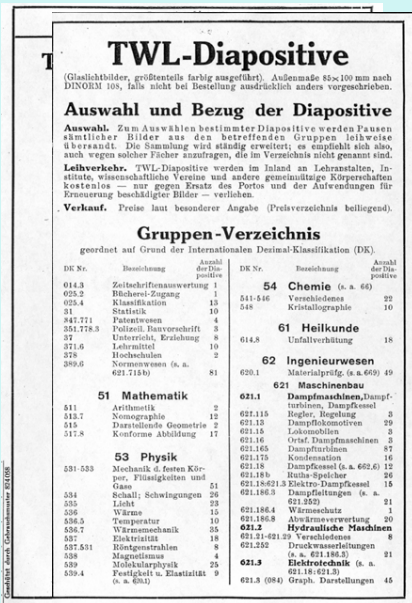 T
TWL-Diapositive
(Glaslichtbilder, größtenteils farbig ausgeführt). Außenmaße 85×100 mm nach
DINORM 108, falls nicht bei Bestellung ausdrücklich anders vorgeschrieben.
Auswahl und Bezug der Diapositive
Auswahl. Zum Auswählen bestimmter Diapositive werden Pausen
sämtlicher Bilder aus den betreffenden Gruppen leihweise
übersandt. Die Sammlung wird ständig erweitert; es empfiehlt sich also,
auch wegen solcher Fächer anzufragen, die im Verzeichnis nicht genannt sind.
Leihverkehr. TWL-Diapositive werden im Inland an Lehranstalten, In-
stitute, wissenschaftliche Vereine und andere gemeinnützige Körperschaften
kostenlos — nur gegen Ersatz des Portos und der Aufwendungen für
Erneuerung beschädigter Bilder — verliehen.
Verkauf. Preise laut besonderer Angabe (Preisverzeichnis beiliegend).
Gruppen-Verzeichnis
geordnet auf Grund der Internationalen Dezimal-Klassifikation (DK).
DK Nr. Bezeichnung Anzahl der Dia-positive
014.3 Zeitschriftenauswertung 1
025.2 Bücherei-Zugang 1
025.4 Klassifikation 13
31 Statistik 10
347.771 Patentwesen 4
351.778.3 Polizeil. Bauvorschrift 3
37 Unterricht, Erziehung 8
371.6 Lehrmittel 10
378 Hochschulen 2
389.6 Normenwesen (s. a.
621.715b) 81
51 Mathematik
511 Arithmetik 2
513.7 Nomographie 12
515 Darstellende Geometrie 2
517.8 Konforme Abbildung 17
53 Physik
531-533 Mechanik d. festen Kör-
per, Flüssigkeiten und
Gase 51
534 Schall; Schwingungen 26
535 Licht 23
536 Wärme 15
536.5 Temperatur 10
536.7 Wärmemechanik 35
537 Elektrizität 18
537.531 Röntgenstrahlen 8
538 Magnetismus 4
539 Molekularphysik 25
539.4 Festigkeit u. Elastizität 9
(s. a. 620.1)
DK Nr. Bezeichnung Anzahl der Dia-positive
54 Chemie (s. a. 66)
541-546 Verschiedenes 22
548 Kristallographie 10
61 Heilkunde
614.8 Unfallverhütung 18
62 Ingenieurwesen
620.1 Materialprüfg. (s. a. 669) 49
621 Maschinenbau
621.1 Dampfmaschinen, Dampf-
turbinen, Dampfkessel
621.115 Regler, Regelung 3
621.13 Dampflokomotiven 29
621.15 Lokomobilen 3
621.16 Ortsf. Dampfmaschinen 3
621.165 Dampfturbinen 87
621.175 Kondensation 16
621.18 Dampfkessel (s. a. 662,6) 12
621.18b Ruths-Speicher 26
621.18:621.3 Elektro-Dampfkessel 15
621.186.3 Dampfleitungen (s. a.
621.252) 21
621.186.4 Wärmeschutz 1
621.186.8 Abwärmeverwertung 20
621.2 Hydraulische Maschinen
621.21-621.29 Verschiedenes 8
621.252 Druckwasserleitungen
(s. a. 621.186.3) 21
621.3 Elektrotechnik (s. a.
621.18:621.3)
621.3 (084) Graph. Darstellungen 45
Geschützt durch Gebrauchsmuster 824058